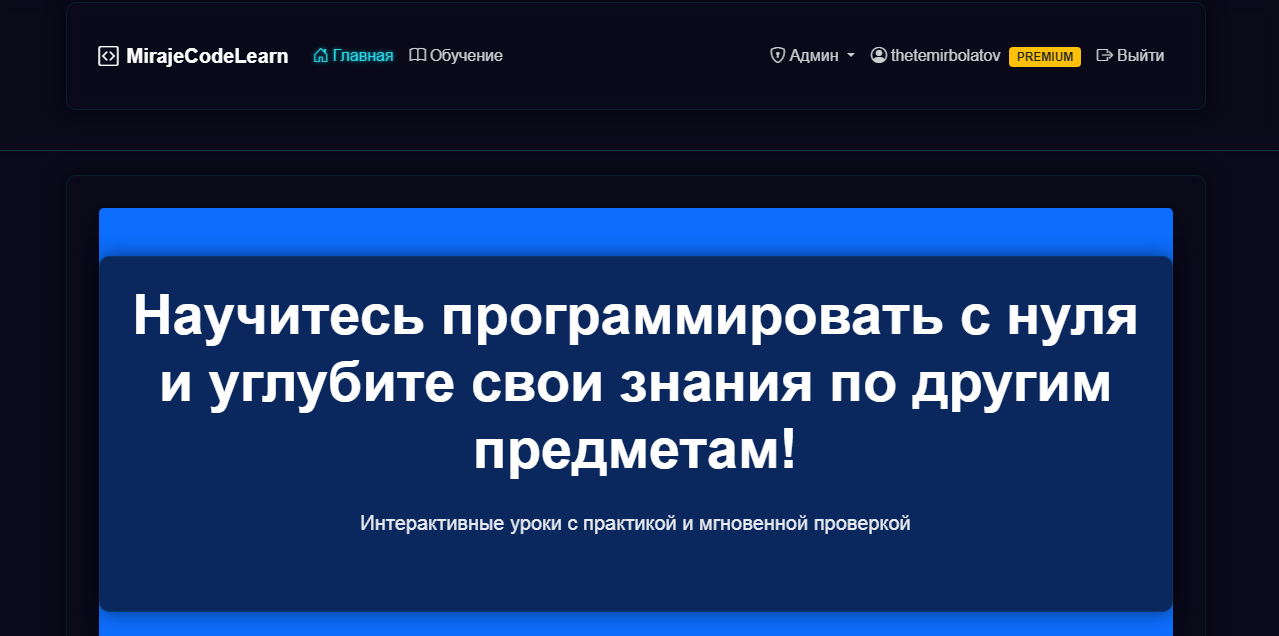 MirajeCodeLearn Главная Обучение Админ thetemirbolatov PREMIUM Выйти
Научитесь программировать с нуля
и углубите свои знания по другим
предметам!
Интерактивные уроки с практикой и мгновенной проверкой